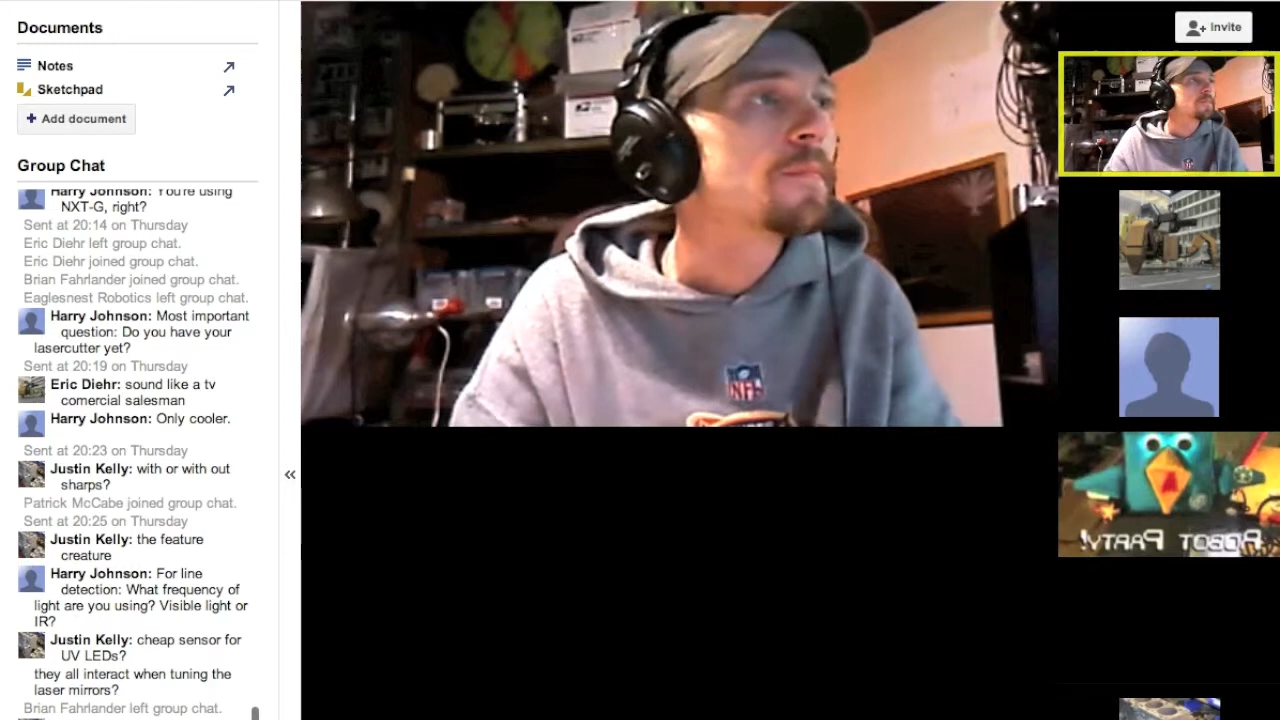 Documents
Notes
Sketchpad
+ Add document
Group Chat
Harry Johnson: You're using
NXT-G, right?
Sent at 20:14 on Thursday
Eric Diehr left group chat.
Eric Diehr joined group chat.
Brian Fahrlander joined group chat.
Eaglesnest Robotics left group chat.
Harry Johnson: Most important
question: Do you have your
lasercutter yet?
Sent at 20:19 on Thursday
Eric Diehr: sound like a tv
comercial salesman
Harry Johnson: Only cooler.
Sent at 20:23 on Thursday
Justin Kelly: with or with out
sharps?
Patrick McCabe joined group chat.
Sent at 20:25 on Thursday
Justin Kelly: the feature
creature
Harry Johnson: For line
detection: What frequency of
light are you using? Visible light or
IR?
Justin Kelly: cheap sensor for
UV LEDs?
they all interact when tuning the
laser mirrors?
Brian Fahrlander left group chat.
«
NFL
Invite
ROBOT PARTY!